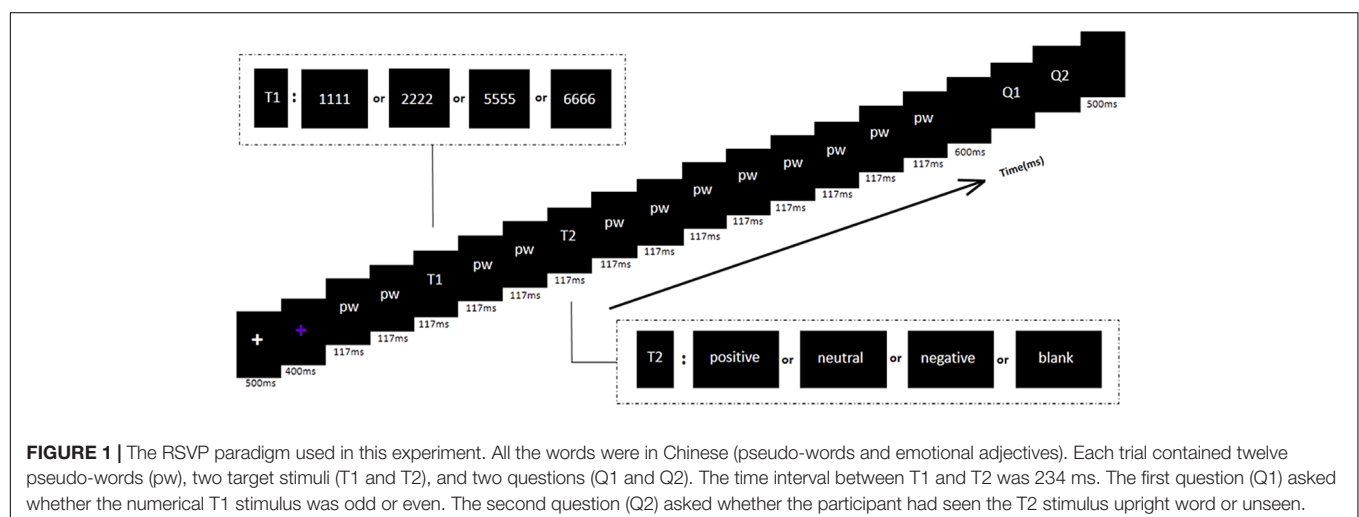 T1 : 1111 or 2222 or 5555 or 6666
+
500ms
+
400ms
pw
117ms
pw
117ms
T1
117ms
pw
117ms
pw
117ms
T2
117ms
pw
117ms
pw
117ms
pw
117ms
pw
117ms
pw
117ms
pw
117ms
pw
117ms
pw
117ms
600ms
Q1
Q2
500ms
Time(ms)
T2 : positive or neutral or negative or blank
FIGURE 1 | The RSVP paradigm used in this experiment. All the words were in Chinese (pseudo-words and emotional adjectives). Each trial contained twelve
pseudo-words (pw), two target stimuli (T1 and T2), and two questions (Q1 and Q2). The time interval between T1 and T2 was 234 ms. The first question (Q1) asked
whether the numerical T1 stimulus was odd or even. The second question (Q2) asked whether the participant had seen the T2 stimulus upright word or unseen.